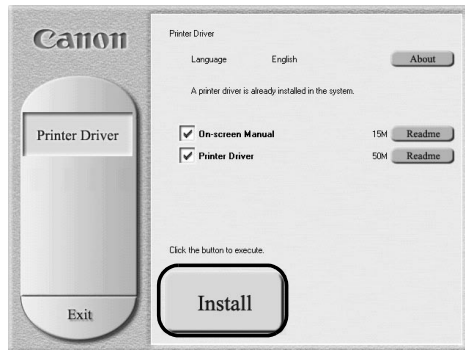 Canon
Printer Driver
Language English About
A printer driver is already installed in the system.
Printer Driver
On-screen Manual 15M Readme
Printer Driver 50M Readme
Click the button to execute.
Install
Exit